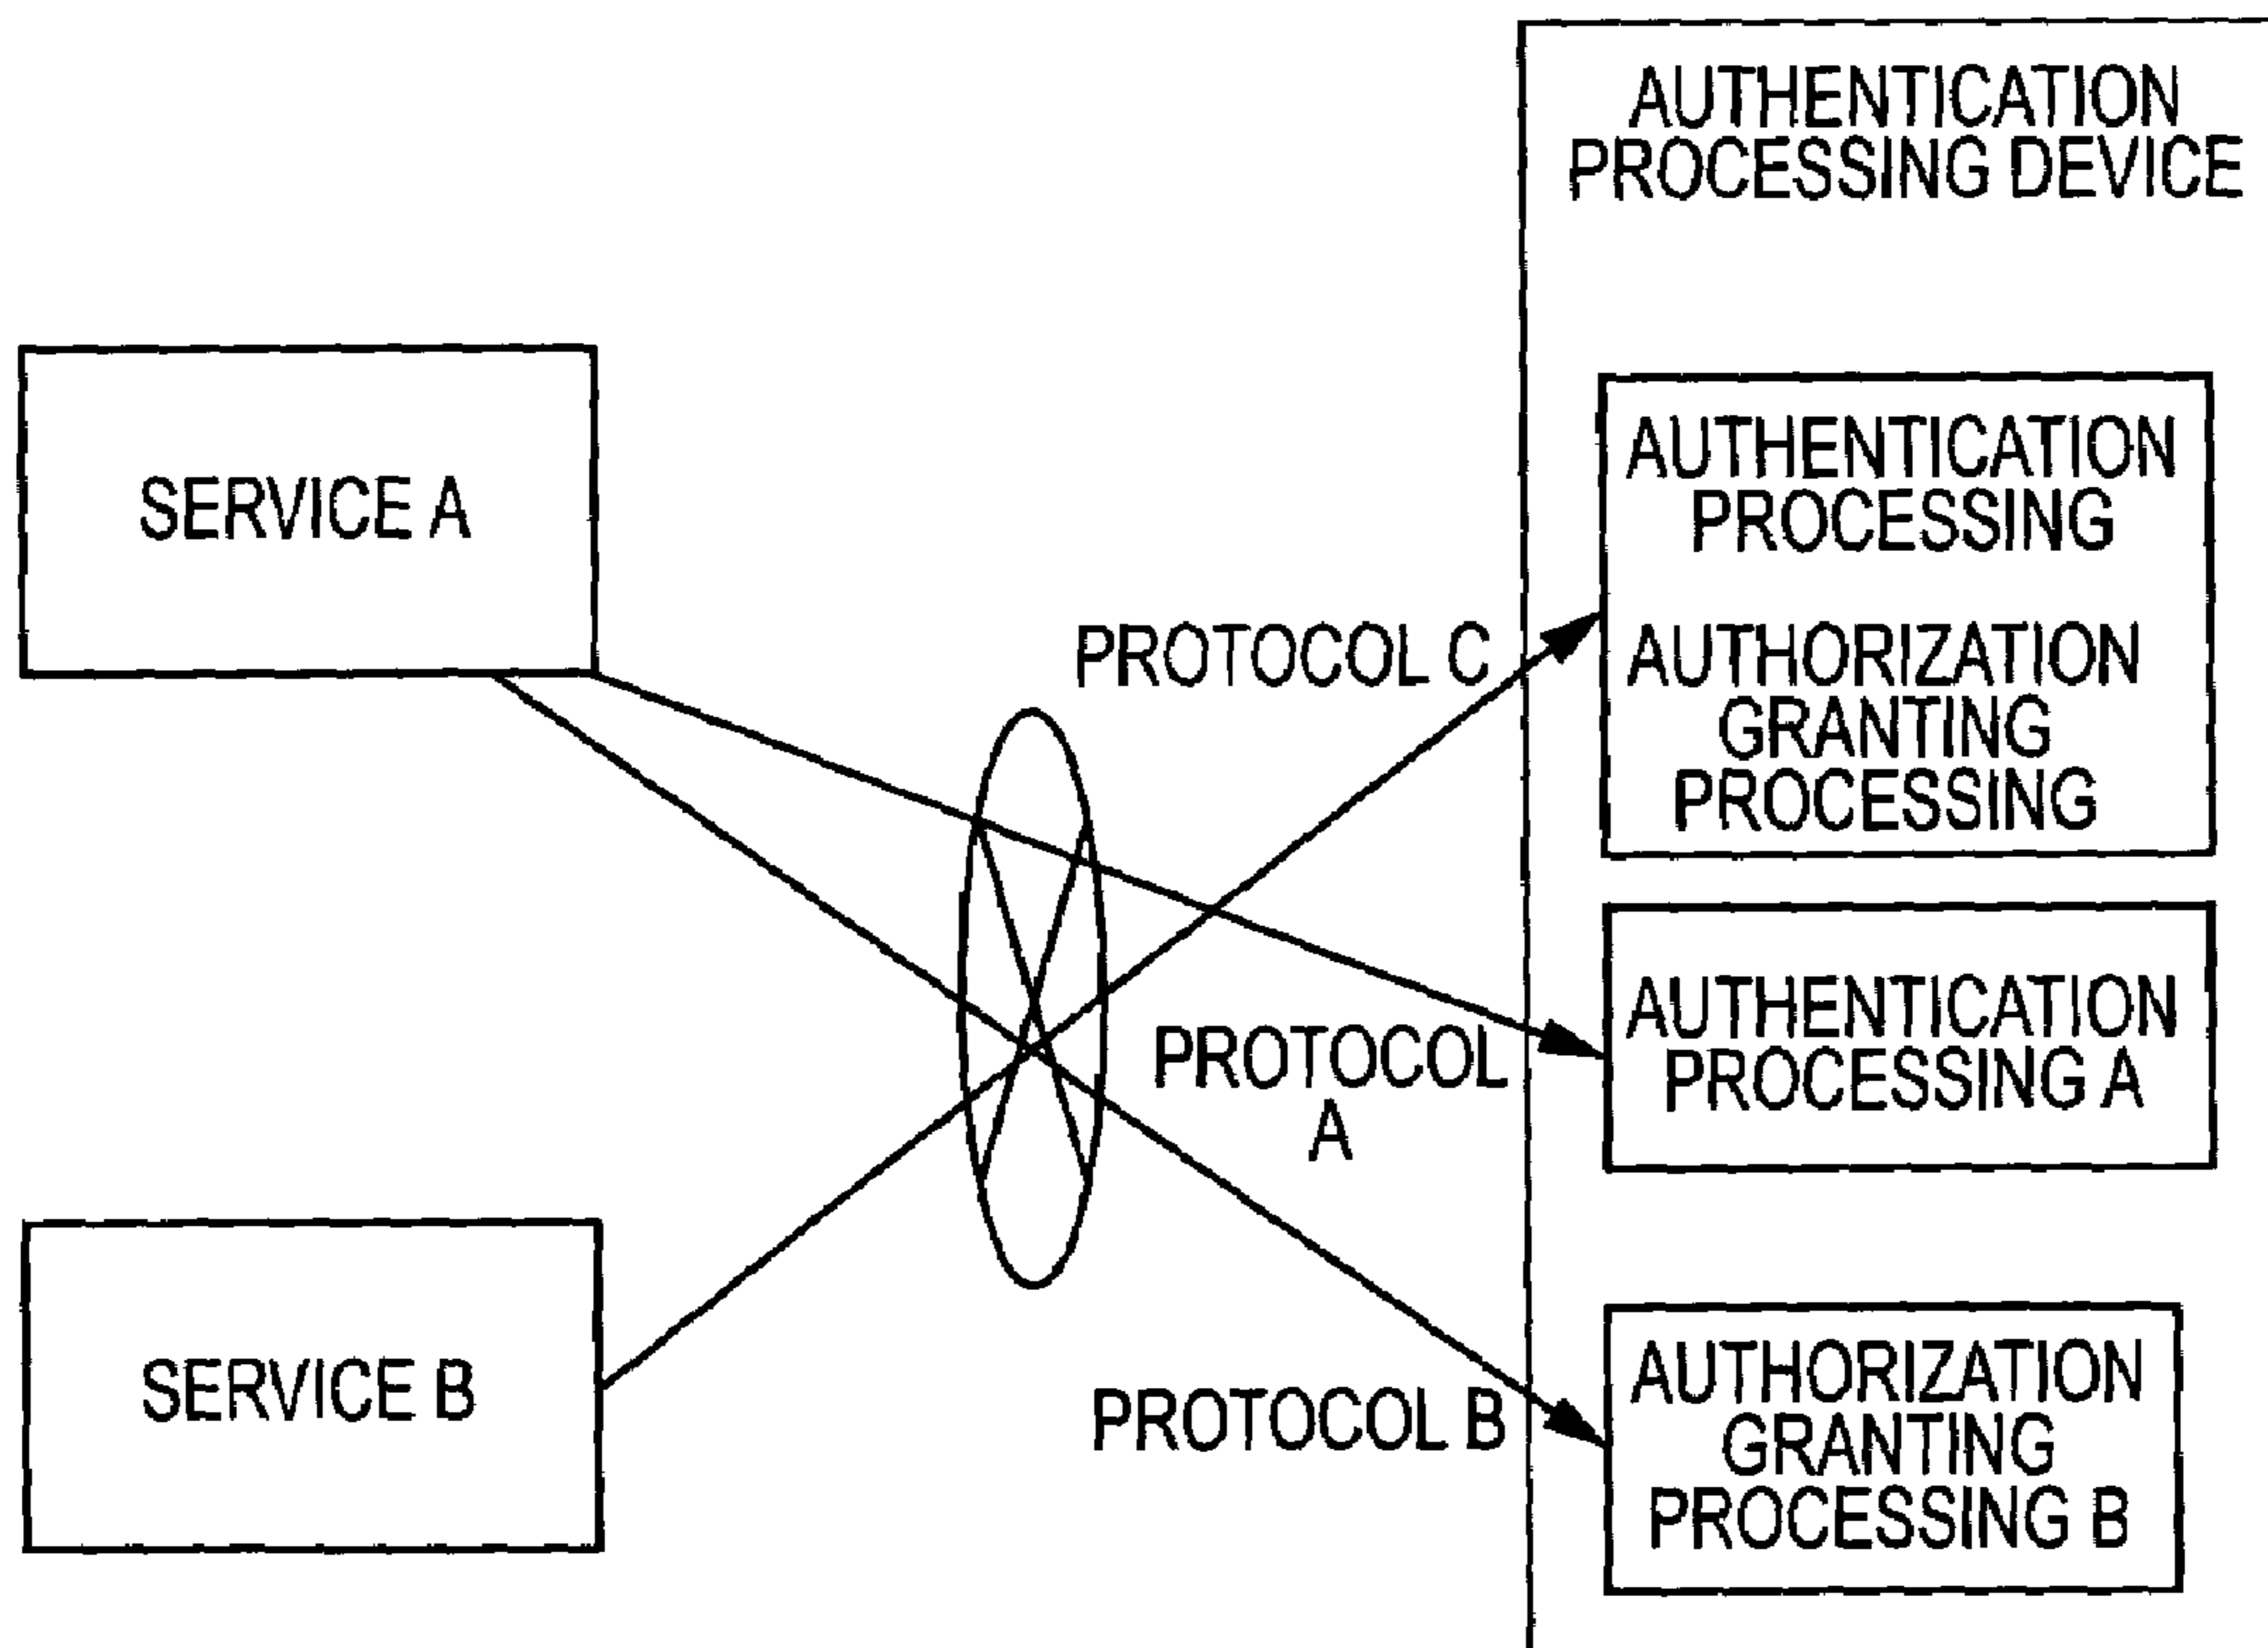 AUTHENTICATION
PROCESSING DEVICE
SERVICE A
AUTHENTICATION
PROCESSING
PROTOCOL C
AUTHORIZATION
GRANTING
PROCESSING
PROTOCOL
A
AUTHENTICATION
PROCESSING A
SERVICE B
PROTOCOL B
AUTHORIZATION
GRANTING
PROCESSING B